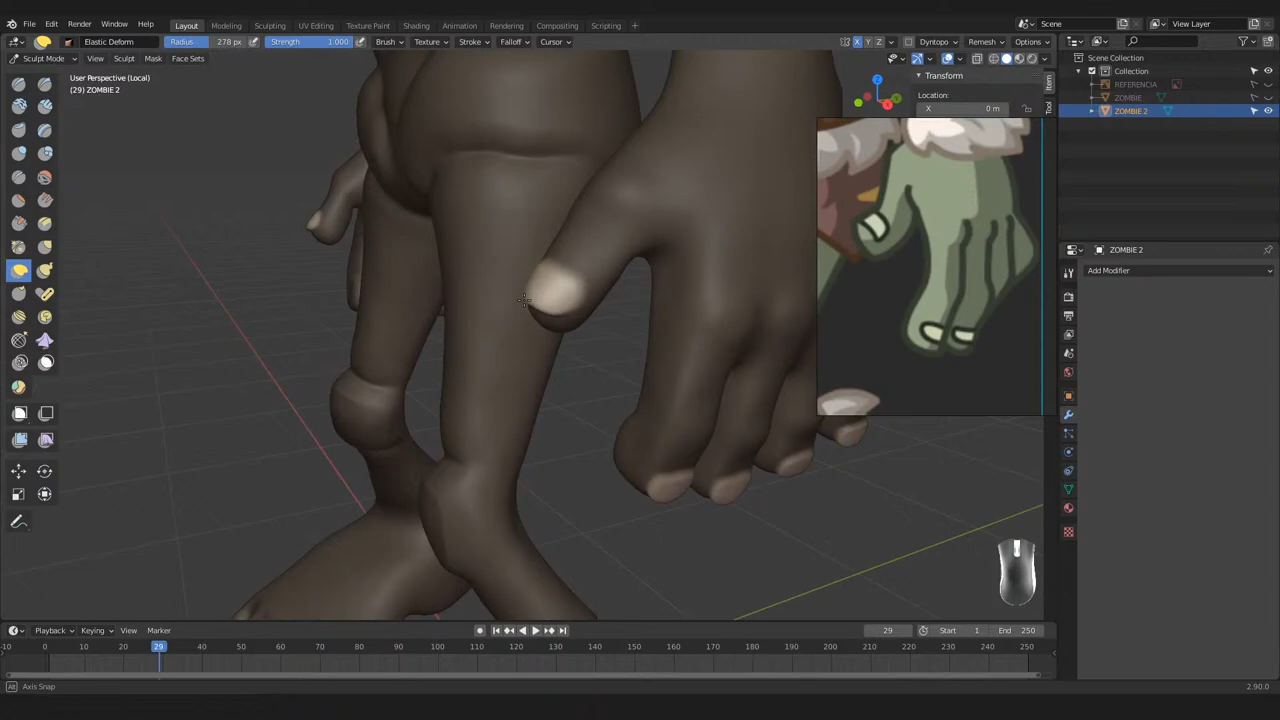 File Edit Render Window Help Layout Modeling Sculpting UV Editing Texture Paint Shading Animation Rendering Compositing Scripting + Scene View Layer
Elastic Deform Radius 278 px Strength 1.000 Brush Texture Stroke Falloff Cursor X Y Z Dyntopo Remesh Options
Sculpt Mode View Sculpt Mask Face Sets
Scene Collection
Collection
REFERENCIA
ZOMBIE
ZOMBIE 2
User Perspective (Local)
(29) ZOMBIE 2
Transform
Location:
X 0 m
Item
Tool
ZOMBIE 2
Add Modifier
Playback Keying View Marker 29 Start 1 End 250
-10 0 10 20 29 30 40 50 60 70 80 90 100 110 120 130 140 150 160 170 180 190 200 210 220 230 240 250
Axis Snap 2.90.0